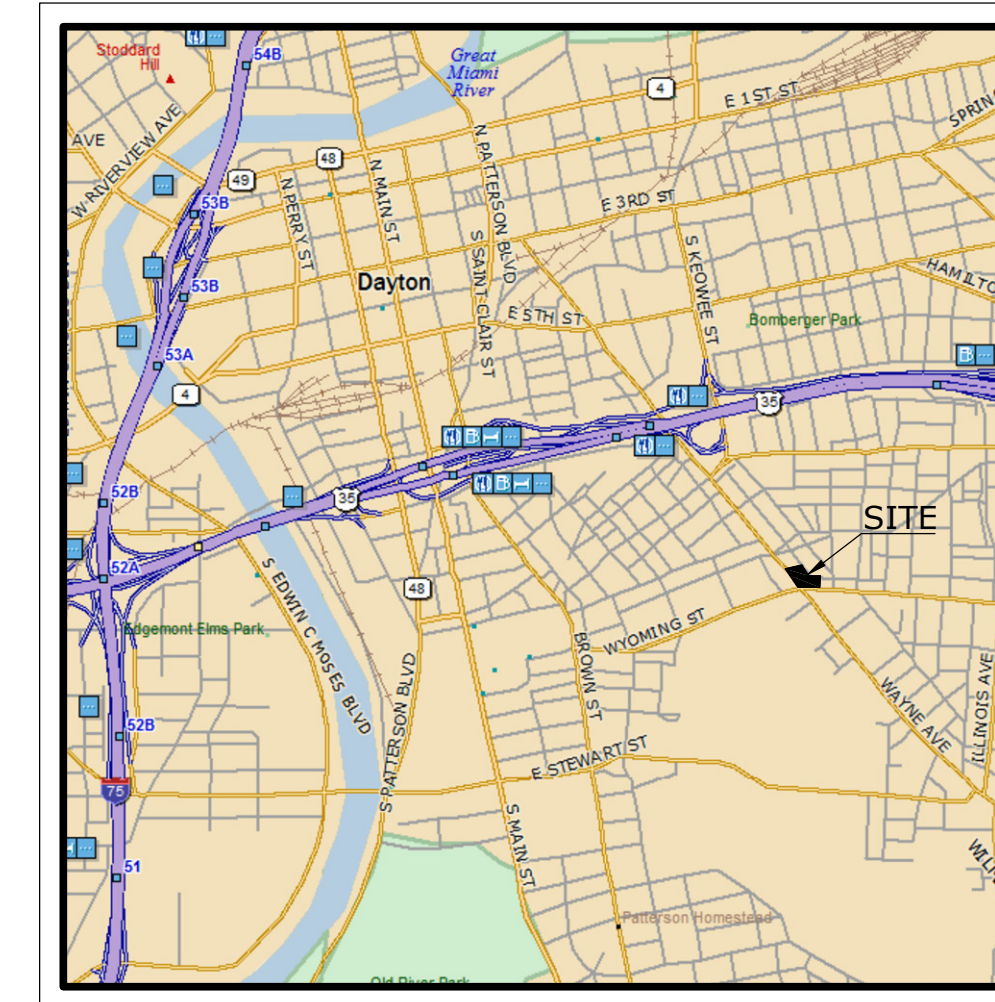 Stoddard
Hill
54B
Great
Miami
River
4
E 1ST ST
AVE
W RIVERVIEW AVE
48
49
53B
N PERRY ST
N MAIN ST
N PATTERSON BLVD
E 3RD ST
S SAINT CLAIR ST
S KEOWEE ST
53B
Dayton
E 5TH ST
Bomberger Park
53A
4
35
52B
35
SITE
52A
48
Edgemont Elms Park
S EDWIN C MOSES BLVD
WYOMING ST
BROWN ST
S PATTERSON BLVD
WAYNE AVE
ILLINOIS AVE
52B
E STEWART ST
75
S MAIN ST
51
Patterson Homestead
Old River Park